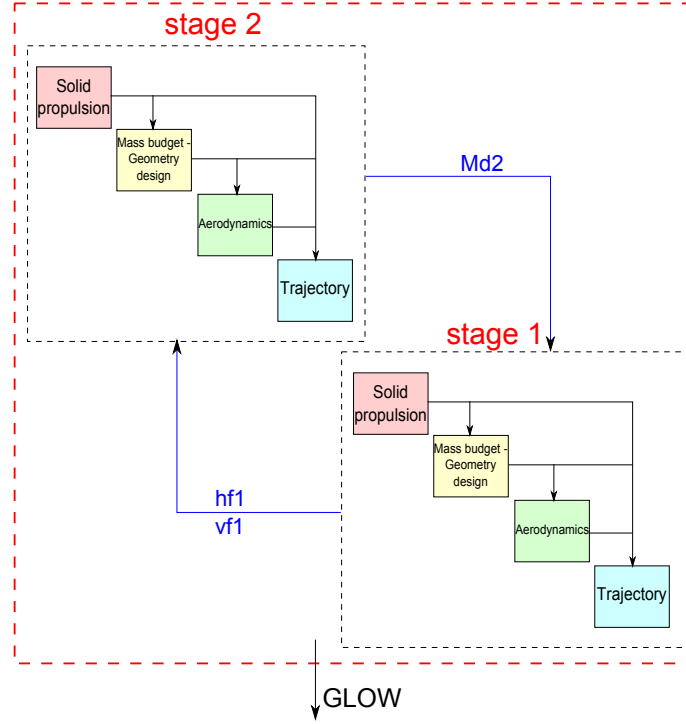 stage 2
Solid
propulsion
Mass budget -
Geometry
design
Aerodynamics
Trajectory
Md2
stage 1
Solid
propulsion
Mass budget -
Geometry
design
Aerodynamics
Trajectory
hf1
vf1
GLOW